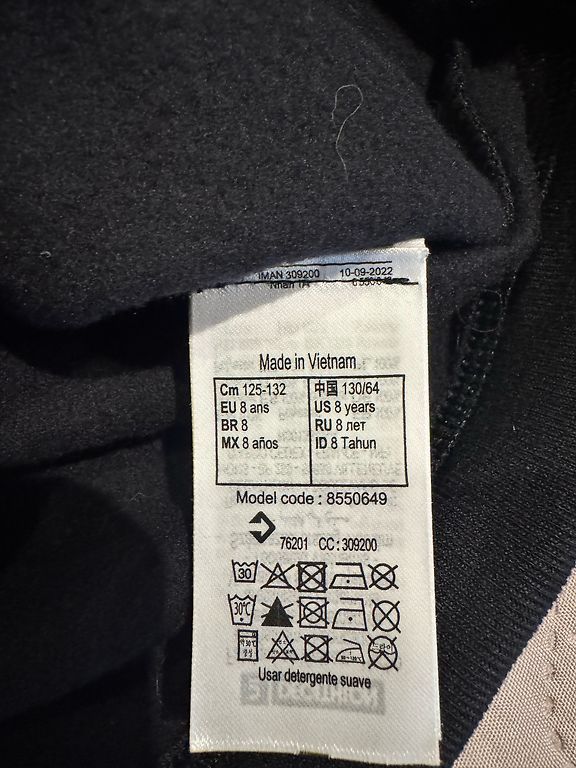 IMAN 309200 10-09-2022
Made in Vietnam
Cm 125-132 中国 130/64
EU 8 ans US 8 years
BR 8 RU 8 лет
MX 8 años ID 8 Tahun
Model code : 8550649
76201 CC : 309200
30
30°C
Usar detergente suave